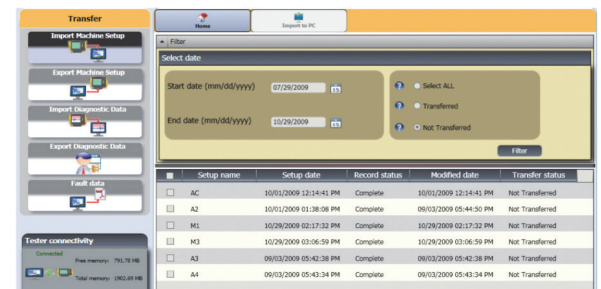 Transfer
Home
Import to PC
Import Machine Setup
Export Machine Setup
Import Diagnostic Data
Export Diagnostic Data
Fault data
Filter
Select date
Start date (mm/dd/yyyy) 07/29/2009
End date (mm/dd/yyyy) 10/29/2009
Select ALL
Transferred
Not Transferred
Filter
Setup name Setup date Record status Modified date Transfer status
AC 10/01/2009 12:14:41 PM Complete 10/01/2009 12:14:41 PM Not Transferred
A2 10/01/2009 01:38:08 PM Complete 09/03/2009 05:44:50 PM Not Transferred
M1 10/29/2009 02:17:32 PM Complete 10/29/2009 02:17:32 PM Not Transferred
M3 10/29/2009 03:06:59 PM Complete 10/29/2009 03:06:59 PM Not Transferred
A3 09/03/2009 05:42:38 PM Complete 09/03/2009 05:42:38 PM Not Transferred
A4 09/03/2009 05:43:34 PM Complete 09/03/2009 05:43:34 PM Not Transferred
Tester connectivity
Connected
Free memory: 791.78 MB
Total memory: 1902.69 MB